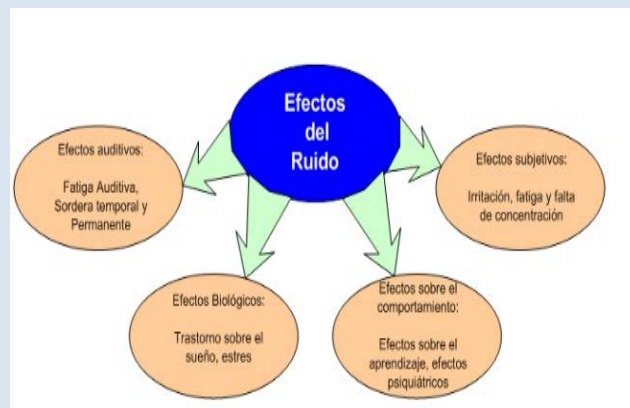 Efectos
del
Ruido
Efectos auditivos:
Fatiga Auditiva,
Sordera temporal y
Permanente
Efectos subjetivos:
Irritación, fatiga y falta
de concentración
Efectos Biológicos:
Trastorno sobre el
sueño, estres
Efectos sobre el
comportamiento:
Efectos sobre el
aprendizaje, efectos
psiquiátricos